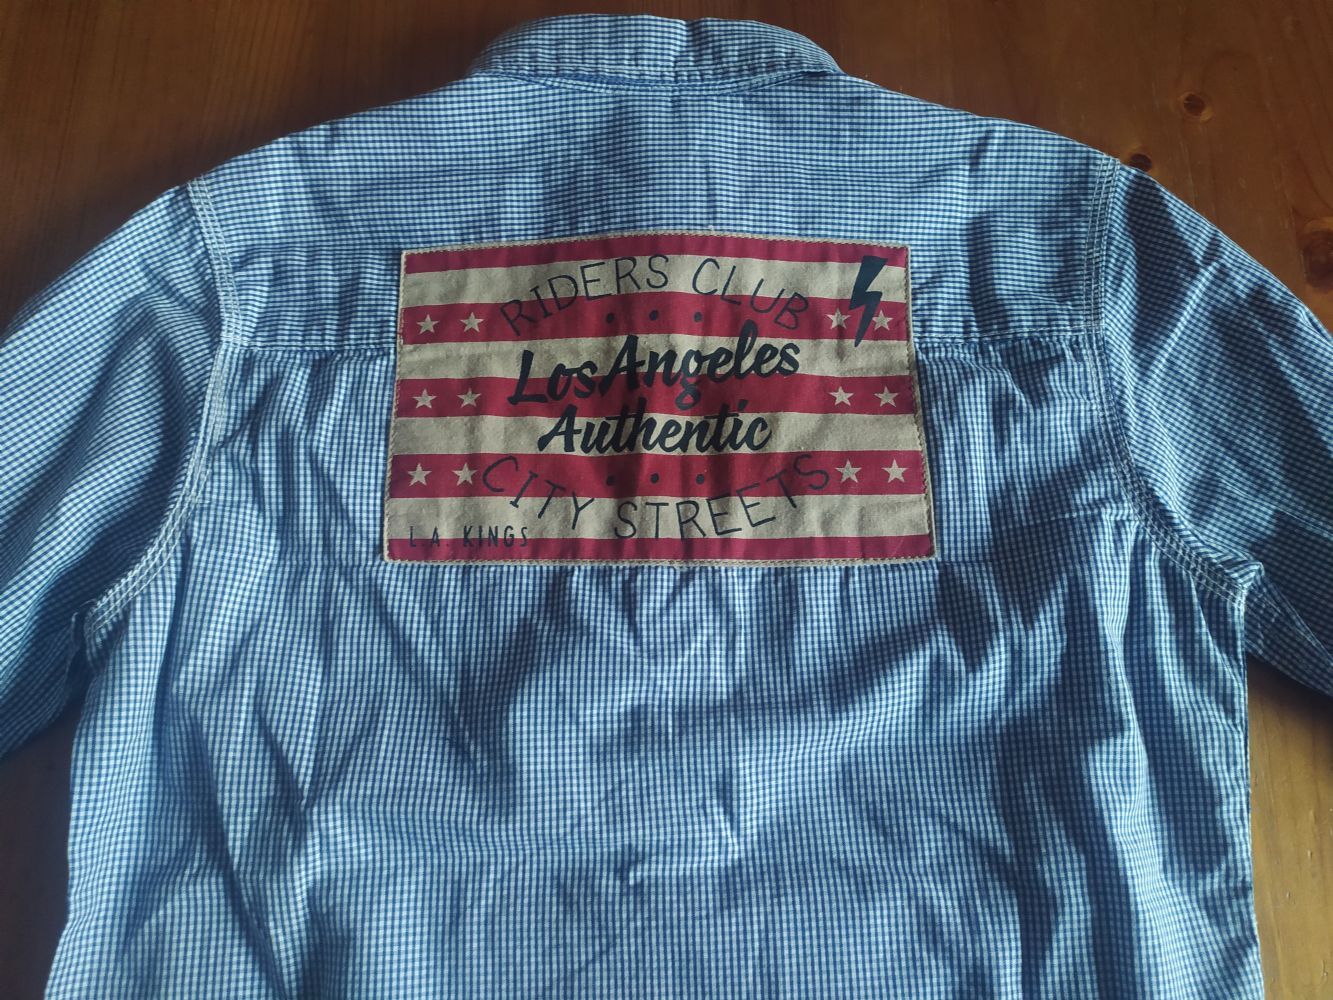 RIDERS CLUB
Los Angeles
Authentic
CITY STREETS
L.A. KINGS